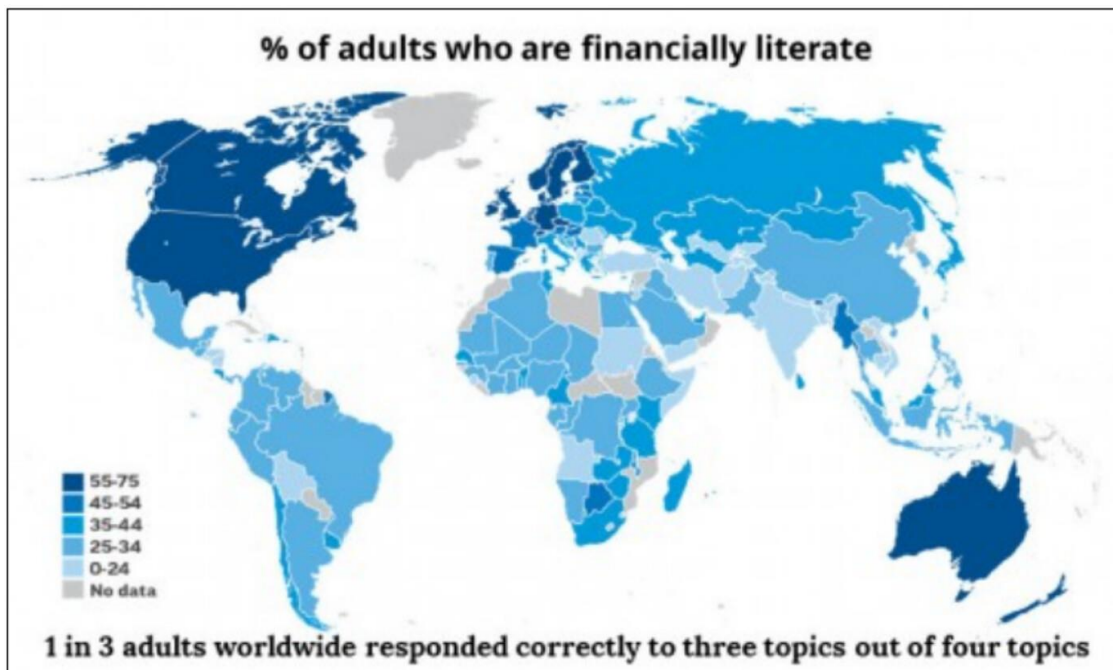 % of adults who are financially literate
55-75
45-54
35-44
25-34
0-24
No data
1 in 3 adults worldwide responded correctly to three topics out of four topics